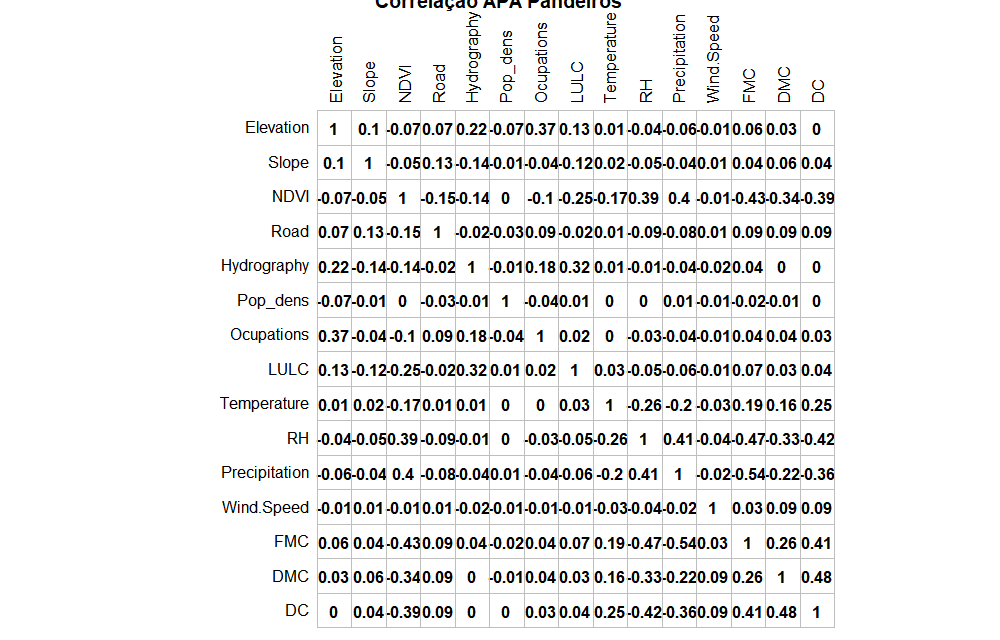 Correlação APA Pandeiros
Elevation Slope NDVI Road Hydrography Pop_dens Ocupations LULC Temperature RH Precipitation Wind.Speed FMC DMC DC
Elevation 1 0.1 -0.07 0.07 0.22 -0.07 0.37 0.13 0.01 -0.04 -0.06 -0.01 0.06 0.03 0
Slope 0.1 1 -0.05 0.13 -0.14 -0.01 -0.04 -0.12 0.02 -0.05 -0.04 0.01 0.04 0.06 0.04
NDVI -0.07 -0.05 1 -0.15 -0.14 0 -0.1 -0.25 -0.17 0.39 0.4 -0.01 -0.43 -0.34 -0.39
Road 0.07 0.13 -0.15 1 -0.02 -0.03 0.09 -0.02 0.01 -0.09 -0.08 0.01 0.09 0.09 0.09
Hydrography 0.22 -0.14 -0.14 -0.02 1 -0.01 0.18 0.32 0.01 -0.01 -0.04 -0.02 0.04 0 0
Pop_dens -0.07 -0.01 0 -0.03 -0.01 1 -0.04 0.01 0 0 0.01 -0.01 -0.02 -0.01 0
Ocupations 0.37 -0.04 -0.1 0.09 0.18 -0.04 1 0.02 0 -0.03 -0.04 -0.01 0.04 0.04 0.03
LULC 0.13 -0.12 -0.25 -0.02 0.32 0.01 0.02 1 0.03 -0.05 -0.06 -0.01 0.07 0.03 0.04
Temperature 0.01 0.02 -0.17 0.01 0.01 0 0 0.03 1 -0.26 -0.2 -0.03 0.19 0.16 0.25
RH -0.04 -0.05 0.39 -0.09 -0.01 0 -0.03 -0.05 -0.26 1 0.41 -0.04 -0.47 -0.33 -0.42
Precipitation -0.06 -0.04 0.4 -0.08 -0.04 0.01 -0.04 -0.06 -0.2 0.41 1 -0.02 -0.54 -0.22 -0.36
Wind.Speed -0.01 0.01 -0.01 0.01 -0.02 -0.01 -0.01 -0.01 -0.03 -0.04 -0.02 1 0.03 0.09 0.09
FMC 0.06 0.04 -0.43 0.09 0.04 -0.02 0.04 0.07 0.19 -0.47 -0.54 0.03 1 0.26 0.41
DMC 0.03 0.06 -0.34 0.09 0 -0.01 0.04 0.03 0.16 -0.33 -0.22 0.09 0.26 1 0.48
DC 0 0.04 -0.39 0.09 0 0 0.03 0.04 0.25 -0.42 -0.36 0.09 0.41 0.48 1